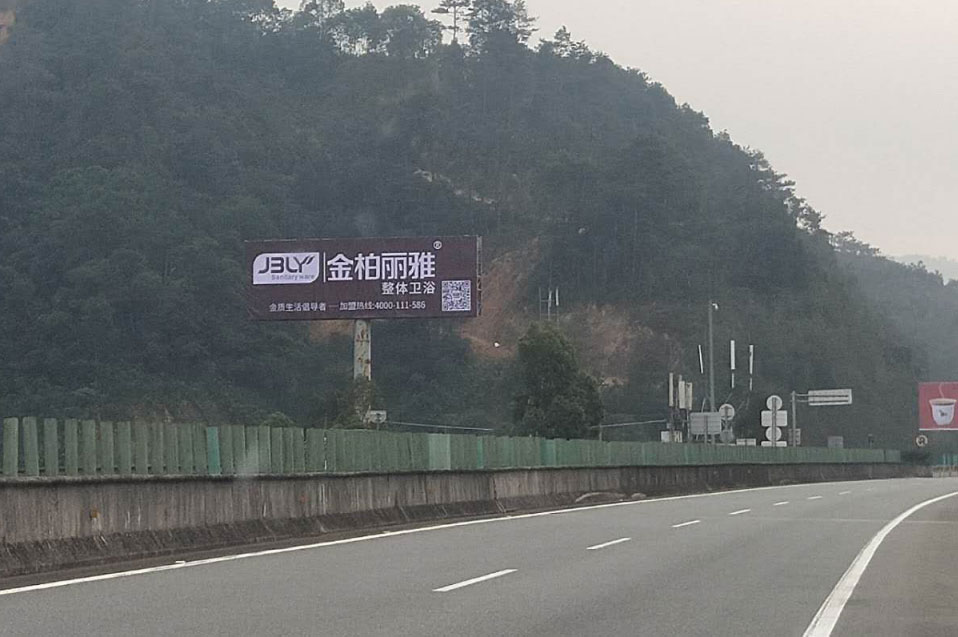 JBLY
Sanitary ware
金柏丽雅®
整体卫浴
金质生活倡导者 — 加盟热线:4000-111-586